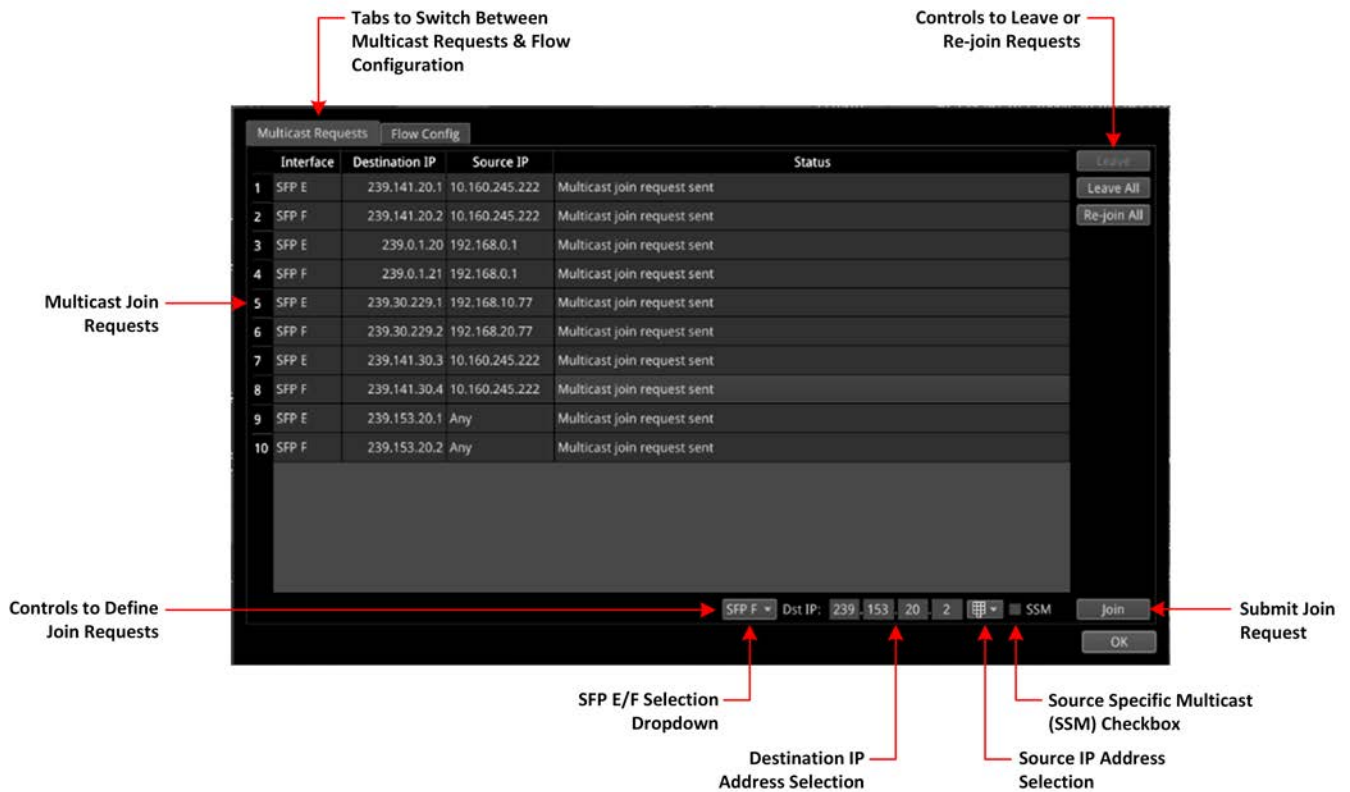 Tabs to Switch Between
Multicast Requests & Flow
Configuration
Controls to Leave or
Re-join Requests
Multicast Requests Flow Config
Interface Destination IP Source IP Status
Leave
1 SFP E 239.141.20.1 10.160.245.222 Multicast join request sent
Leave All
2 SFP F 239.141.20.2 10.160.245.222 Multicast join request sent
Re-join All
3 SFP E 239.0.1.20 192.168.0.1 Multicast join request sent
4 SFP F 239.0.1.21 192.168.0.1 Multicast join request sent
Multicast Join
Requests
5 SFP E 239.30.229.1 192.168.10.77 Multicast join request sent
6 SFP F 239.30.229.2 192.168.20.77 Multicast join request sent
7 SFP E 239.141.30.3 10.160.245.222 Multicast join request sent
8 SFP F 239.141.30.4 10.160.245.222 Multicast join request sent
9 SFP E 239.153.20.1 Any Multicast join request sent
10 SFP F 239.153.20.2 Any Multicast join request sent
Controls to Define
Join Requests
SFP F Dst IP: 239 . 153 . 20 . 2 SSM Join
Submit Join
Request
OK
SFP E/F Selection
Dropdown
Source Specific Multicast
(SSM) Checkbox
Destination IP
Address Selection
Source IP Address
Selection